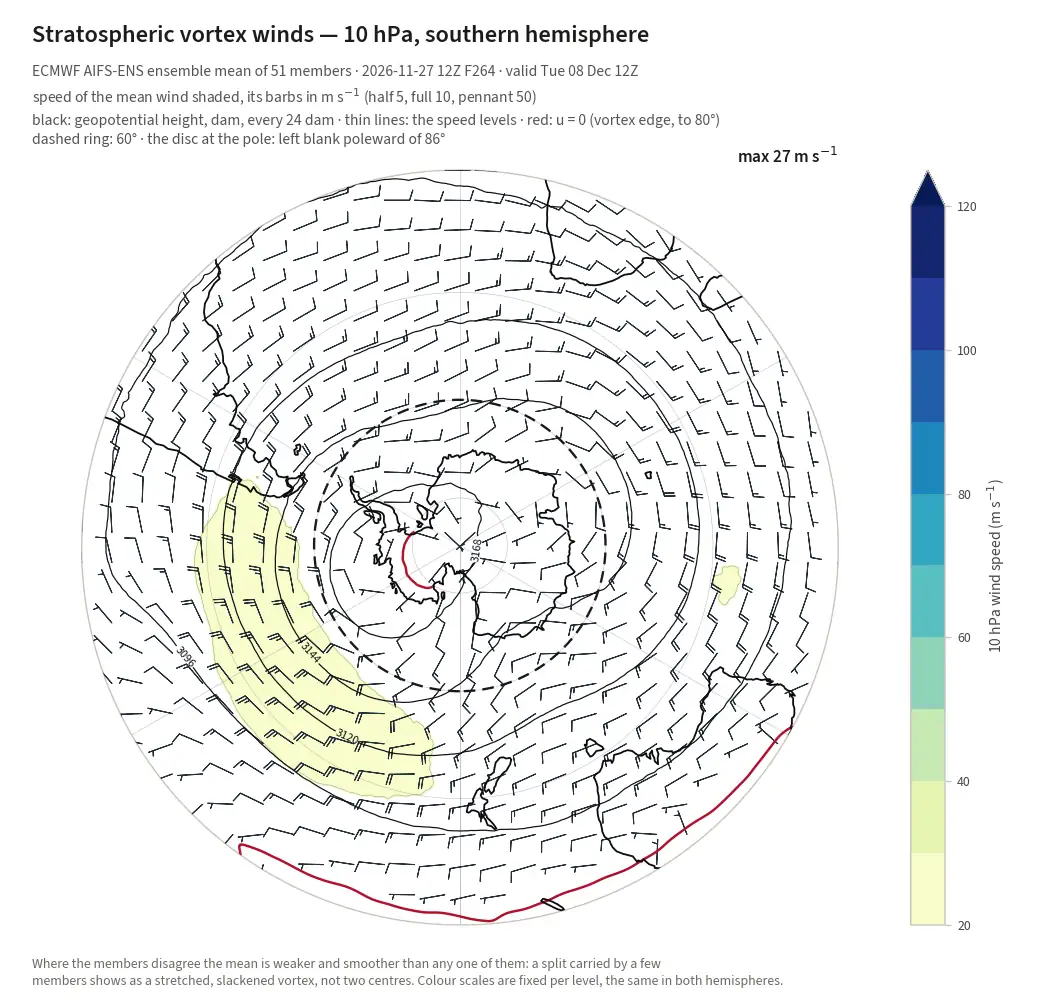 Stratospheric vortex winds — 10 hPa, southern hemisphere
ECMWF AIFS-ENS ensemble mean of 51 members · 2026-11-27 12Z F264 · valid Tue 08 Dec 12Z
speed of the mean wind shaded, its barbs in m s⁻¹ (half 5, full 10, pennant 50)
black: geopotential height, dam, every 24 dam · thin lines: the speed levels · red: u = 0 (vortex edge, to 80°)
dashed ring: 60° · the disc at the pole: left blank poleward of 86°
max 27 m s⁻¹
120
100
80
60
40
20
10 hPa wind speed (m s⁻¹)
3168
3096
3144
3120
Where the members disagree the mean is weaker and smoother than any one of them: a split carried by a few
members shows as a stretched, slackened vortex, not two centres. Colour scales are fixed per level, the same in both hemispheres.